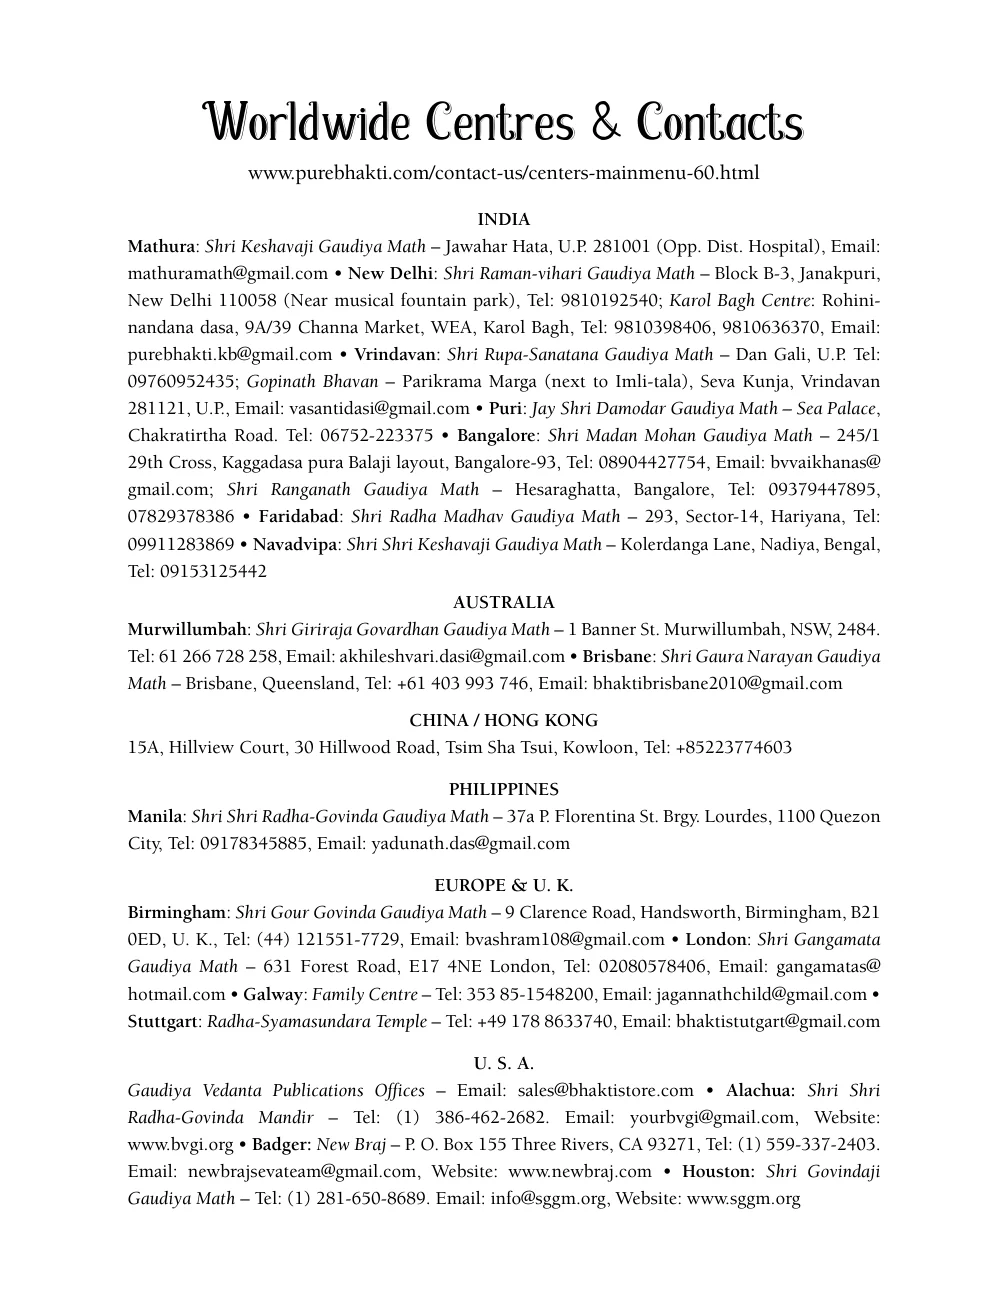 Worldwide Centres & Contacts
www.purebhakti.com/contact-us/centers-mainmenu-60.html
INDIA
Mathura: Shri Keshavaji Gaudiya Math – Jawahar Hata, U.P. 281001 (Opp. Dist. Hospital), Email:
mathuramath@gmail.com • New Delhi: Shri Raman-vihari Gaudiya Math – Block B-3, Janakpuri,
New Delhi 110058 (Near musical fountain park), Tel: 9810192540; Karol Bagh Centre: Rohini-
nandana dasa, 9A/39 Channa Market, WEA, Karol Bagh, Tel: 9810398406, 9810636370, Email:
purebhakti.kb@gmail.com • Vrindavan: Shri Rupa-Sanatana Gaudiya Math – Dan Gali, U.P. Tel:
09760952435; Gopinath Bhavan – Parikrama Marga (next to Imli-tala), Seva Kunja, Vrindavan
281121, U.P., Email: vasantidasi@gmail.com • Puri: Jay Shri Damodar Gaudiya Math – Sea Palace,
Chakratirtha Road. Tel: 06752-223375 • Bangalore: Shri Madan Mohan Gaudiya Math – 245/1
29th Cross, Kaggadasa pura Balaji layout, Bangalore-93, Tel: 08904427754, Email: bvvaikhanas@
gmail.com; Shri Ranganath Gaudiya Math – Hesaraghatta, Bangalore, Tel: 09379447895,
07829378386 • Faridabad: Shri Radha Madhav Gaudiya Math – 293, Sector-14, Hariyana, Tel:
09911283869 • Navadvipa: Shri Shri Keshavaji Gaudiya Math – Kolerdanga Lane, Nadiya, Bengal,
Tel: 09153125442
AUSTRALIA
Murwillumbah: Shri Giriraja Govardhan Gaudiya Math – 1 Banner St. Murwillumbah, NSW, 2484.
Tel: 61 266 728 258, Email: akhileshvari.dasi@gmail.com • Brisbane: Shri Gaura Narayan Gaudiya
Math – Brisbane, Queensland, Tel: +61 403 993 746, Email: bhaktibrisbane2010@gmail.com
CHINA / HONG KONG
15A, Hillview Court, 30 Hillwood Road, Tsim Sha Tsui, Kowloon, Tel: +85223774603
PHILIPPINES
Manila: Shri Shri Radha-Govinda Gaudiya Math – 37a P. Florentina St. Brgy. Lourdes, 1100 Quezon
City, Tel: 09178345885, Email: yadunath.das@gmail.com
EUROPE & U. K.
Birmingham: Shri Gour Govinda Gaudiya Math – 9 Clarence Road, Handsworth, Birmingham, B21
0ED, U. K., Tel: (44) 121551-7729, Email: bvashram108@gmail.com • London: Shri Gangamata
Gaudiya Math – 631 Forest Road, E17 4NE London, Tel: 02080578406, Email: gangamatas@
hotmail.com • Galway: Family Centre – Tel: 353 85-1548200, Email: jagannathchild@gmail.com •
Stuttgart: Radha-Syamasundara Temple – Tel: +49 178 8633740, Email: bhaktistutgart@gmail.com
U. S. A.
Gaudiya Vedanta Publications Offices – Email: sales@bhaktistore.com • Alachua: Shri Shri
Radha-Govinda Mandir – Tel: (1) 386-462-2682. Email: yourbvgi@gmail.com, Website:
www.bvgi.org • Badger: New Braj – P. O. Box 155 Three Rivers, CA 93271, Tel: (1) 559-337-2403.
Email: newbrajsevateam@gmail.com, Website: www.newbraj.com • Houston: Shri Govindaji
Gaudiya Math – Tel: (1) 281-650-8689. Email: info@sggm.org, Website: www.sggm.org